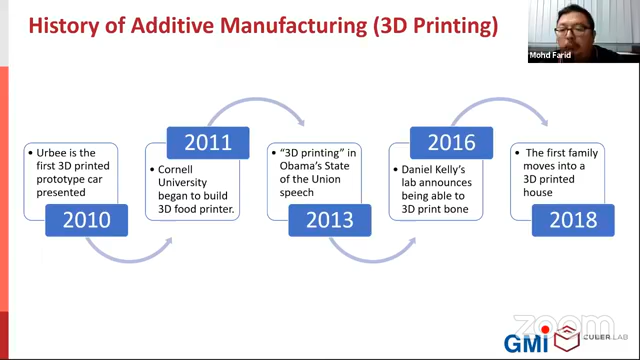 History of Additive Manufacturing (3D Printing)
Mohd Farid
• Urbee is the
first 3D printed
prototype car
presented
2010
2011
• Cornell
University
began to build
3D food printer.
• “3D printing” in
Obama’s State
of the Union
speech
2013
2016
• Daniel Kelly’s
lab announces
being able to
3D print bone
• The first family
moves into a
3D printed
house
2018
zoom
GMI
CULER.LAB